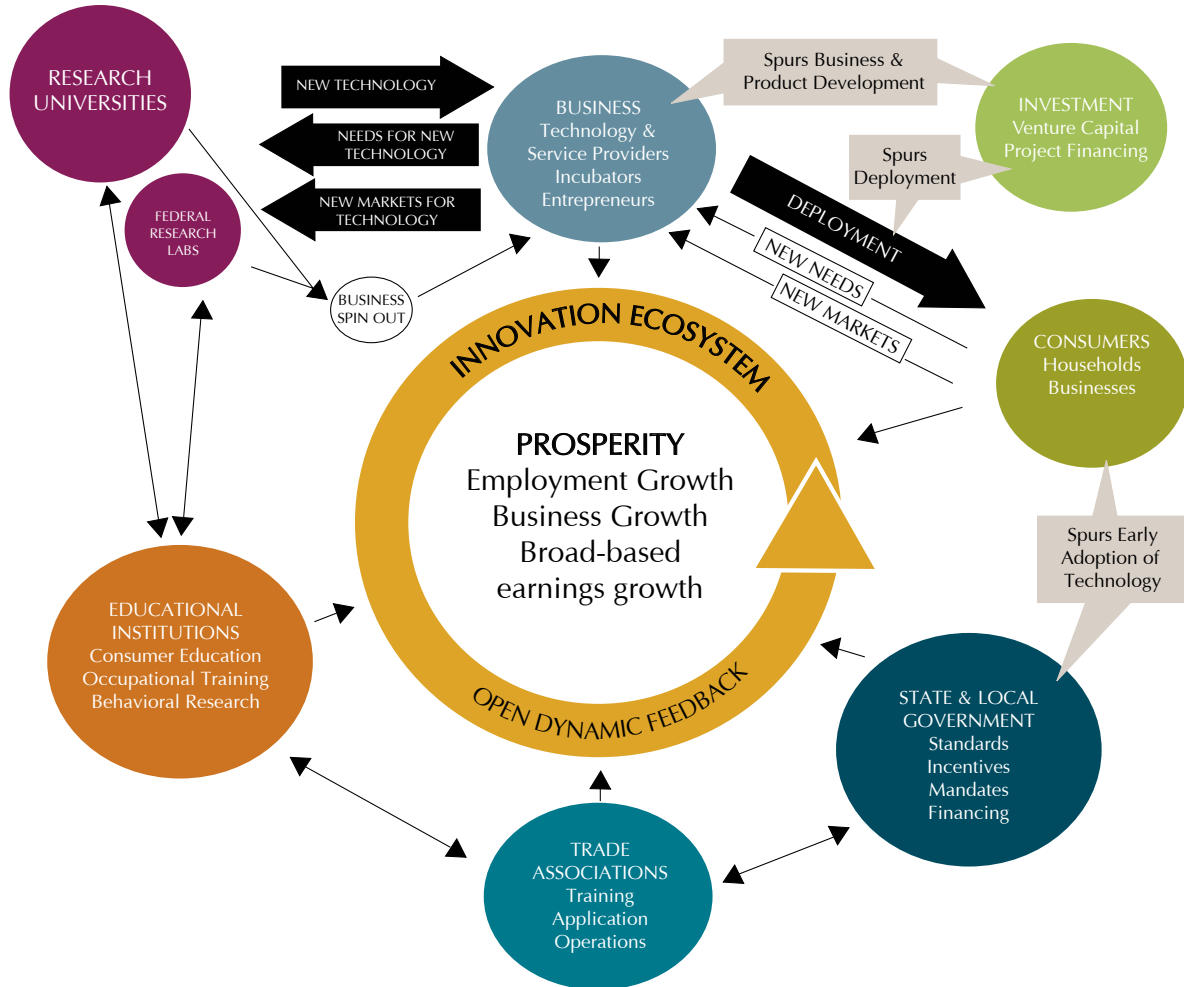 RESEARCH
UNIVERSITIES
FEDERAL
RESEARCH
LABS
NEW TECHNOLOGY
NEEDS FOR NEW
TECHNOLOGY
NEW MARKETS FOR
TECHNOLOGY
BUSINESS
SPIN OUT
BUSINESS
Technology &
Service Providers
Incubators
Entrepreneurs
Spurs Business &
Product Development
INVESTMENT
Venture Capital
Project Financing
Spurs
Deployment
DEPLOYMENT
NEW NEEDS
NEW MARKETS
CONSUMERS
Households
Businesses
INNOVATION ECOSYSTEM
PROSPERITY
Employment Growth
Business Growth
Broad-based
earnings growth
OPEN DYNAMIC FEEDBACK
Spurs Early
Adoption of
Technology
EDUCATIONAL
INSTITUTIONS
Consumer Education
Occupational Training
Behavioral Research
STATE & LOCAL
GOVERNMENT
Standards
Incentives
Mandates
Financing
TRADE
ASSOCIATIONS
Training
Application
Operations